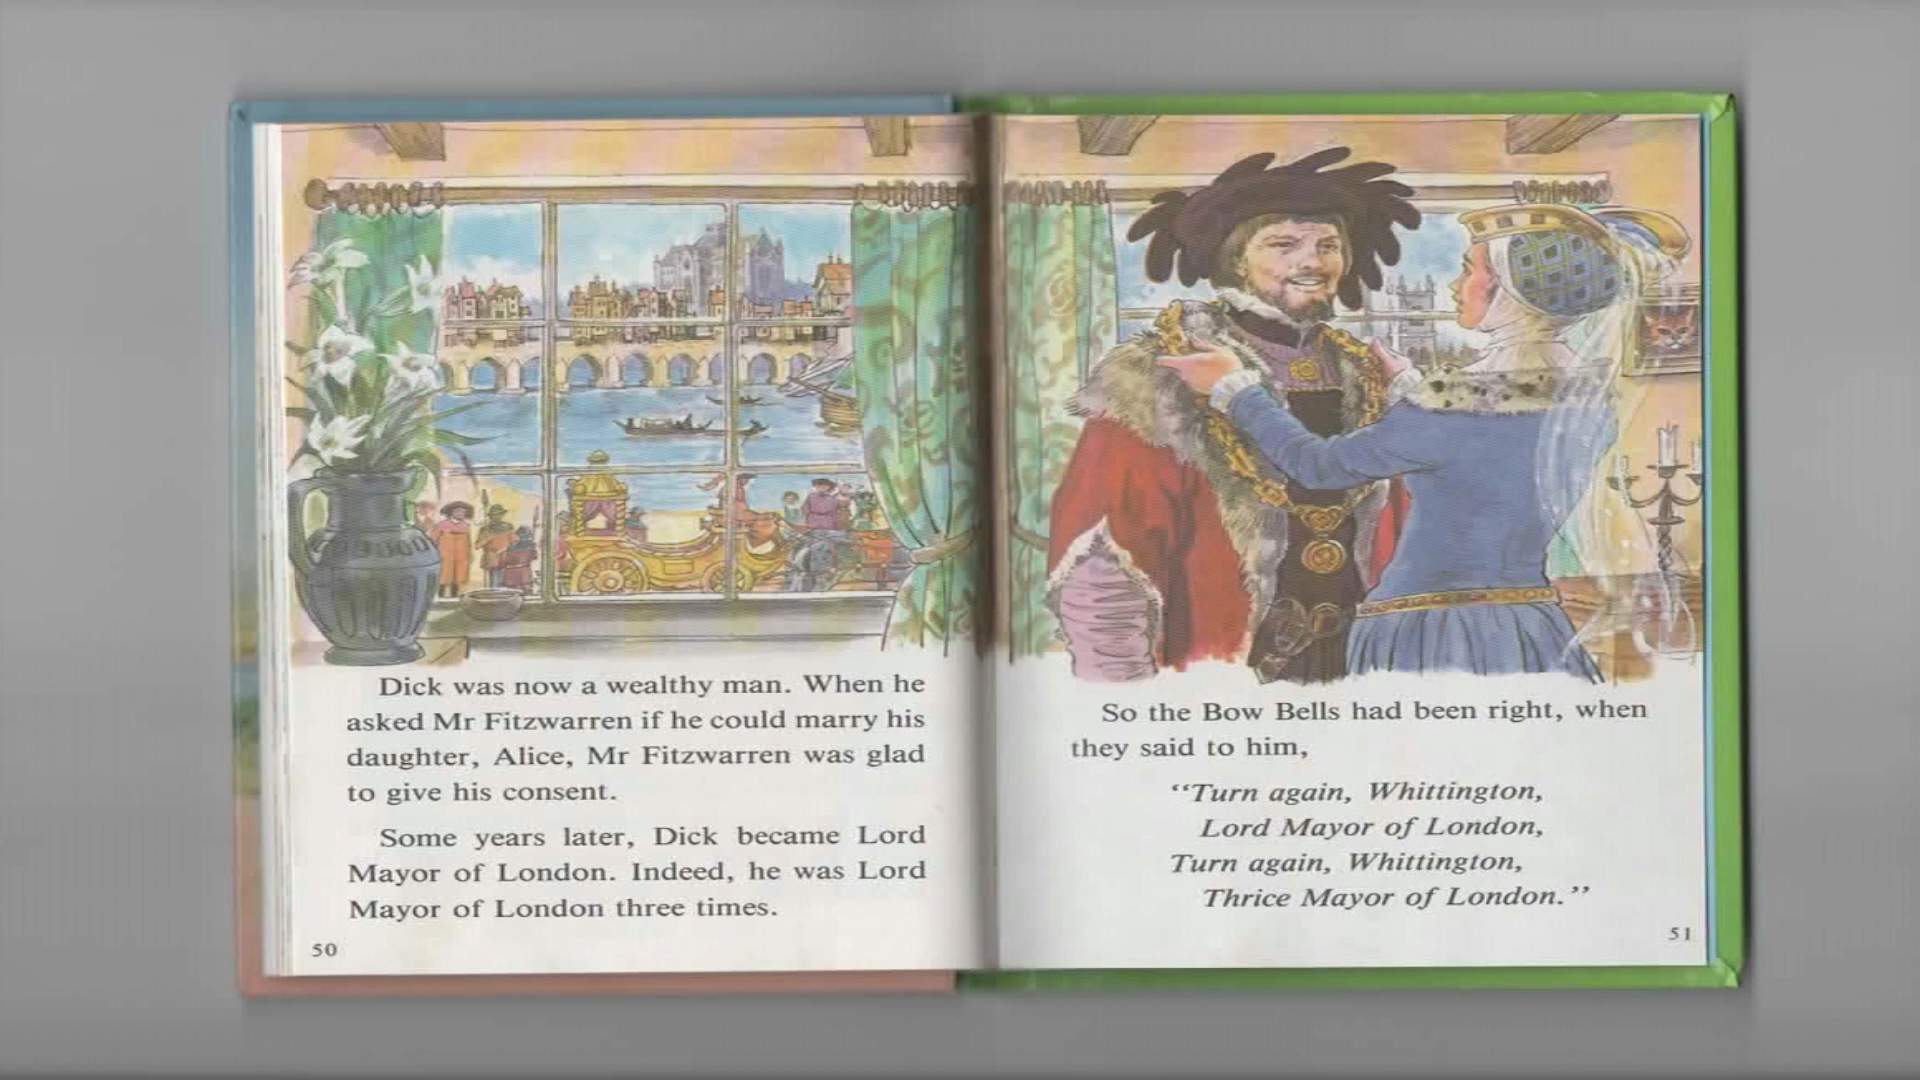 Dick was now a wealthy man. When he
asked Mr Fitzwarren if he could marry his
daughter, Alice, Mr Fitzwarren was glad
to give his consent.
Some years later, Dick became Lord
Mayor of London. Indeed, he was Lord
Mayor of London three times.
50
So the Bow Bells had been right, when
they said to him,
“Turn again, Whittington,
Lord Mayor of London,
Turn again, Whittington,
Thrice Mayor of London.”
51